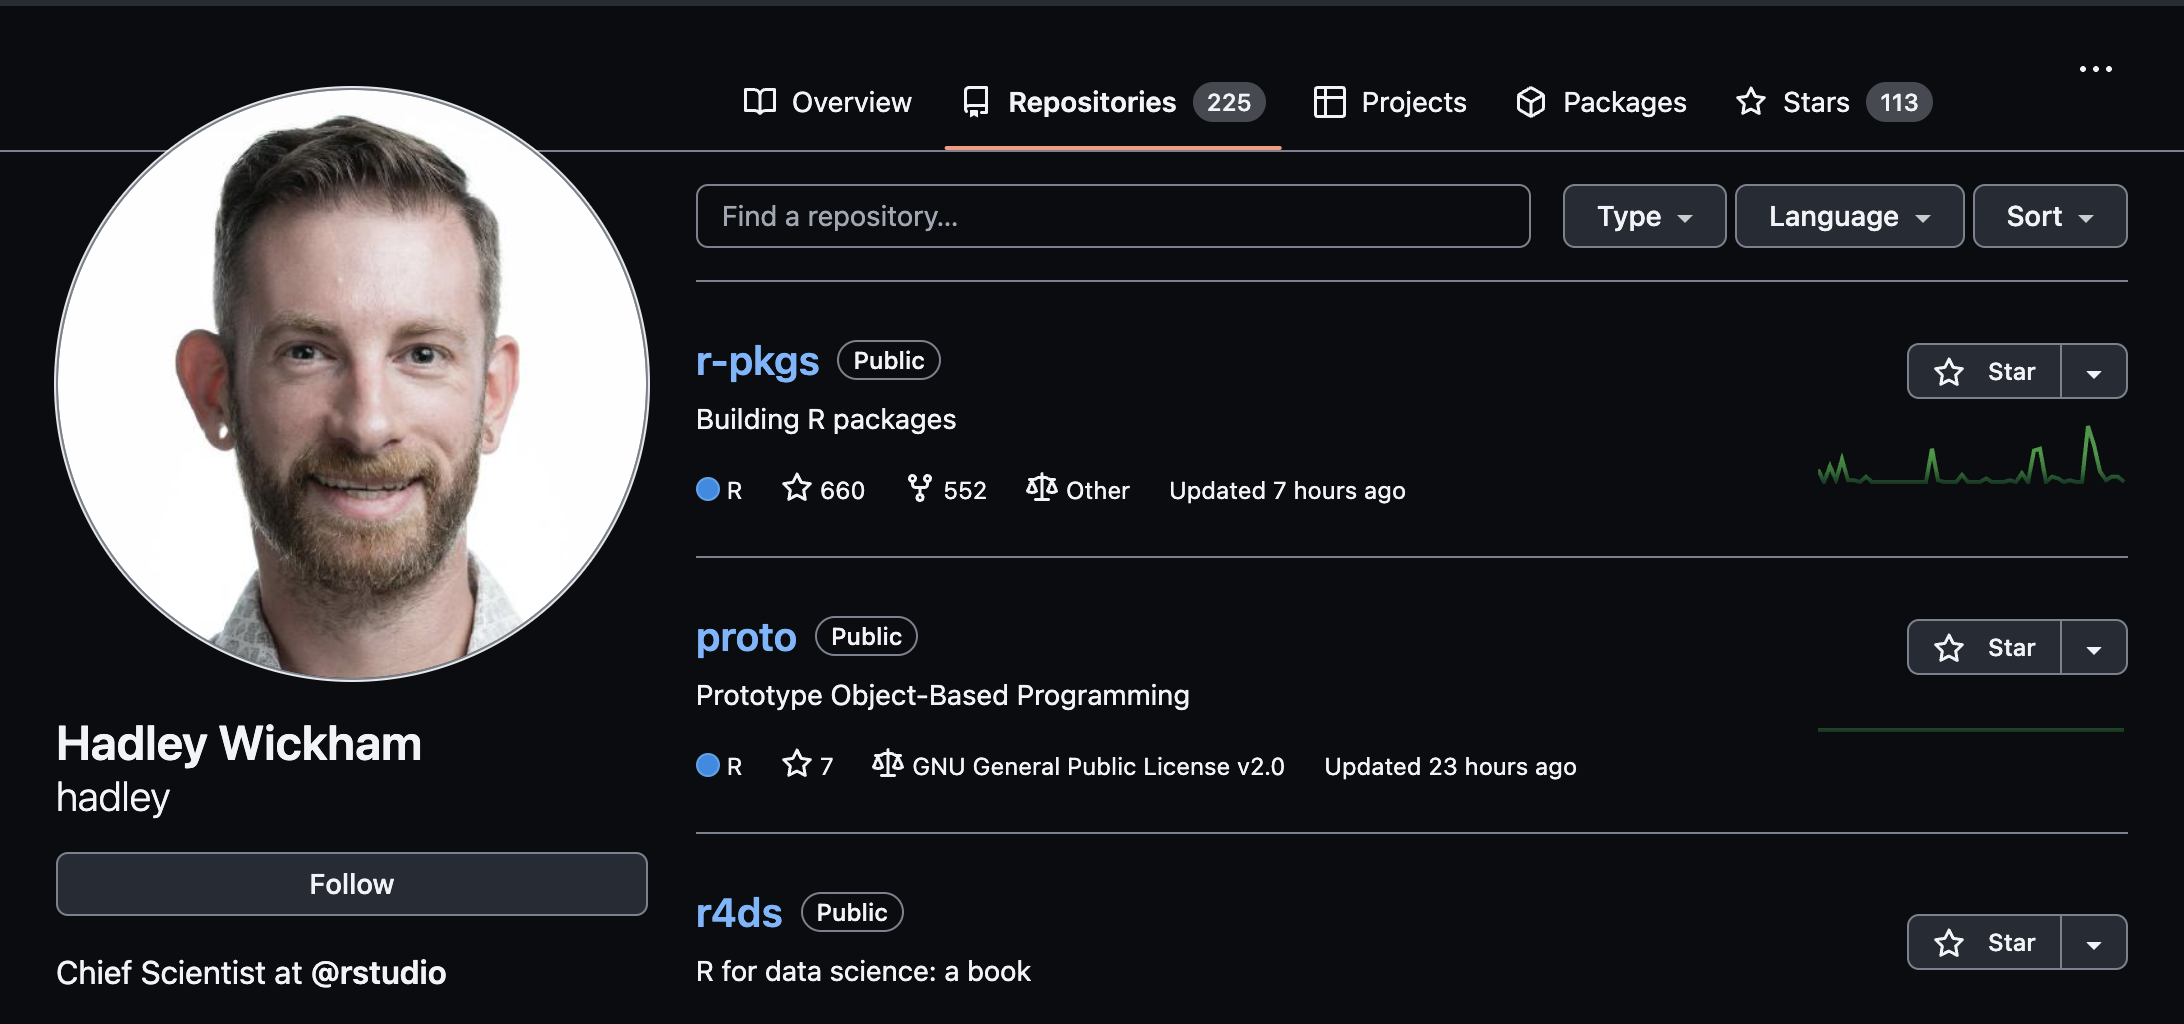 Overview Repositories 225 Projects Packages Stars 113
Find a repository... Type Language Sort
r-pkgs Public Star
Building R packages
R 660 552 Other Updated 7 hours ago
proto Public Star
Prototype Object-Based Programming
R 7 GNU General Public License v2.0 Updated 23 hours ago
r4ds Public Star
R for data science: a book
Hadley Wickham
hadley
Follow
Chief Scientist at @rstudio